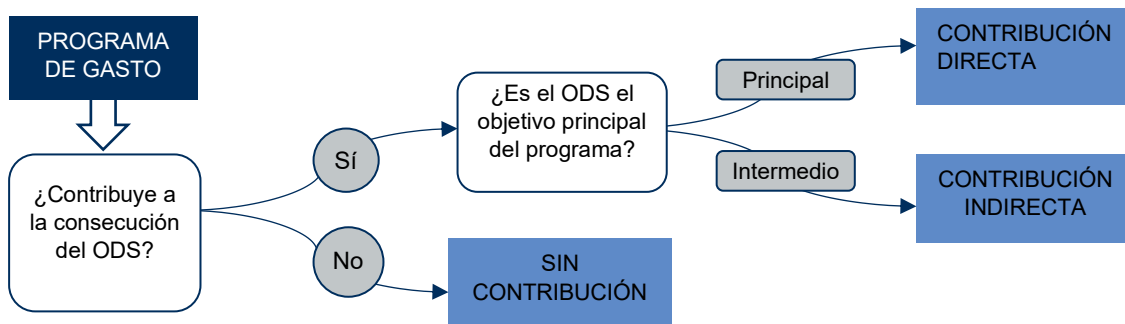 PROGRAMA
DE GASTO
¿Contribuye a
la consecución
del ODS?
Sí
No
¿Es el ODS el
objetivo principal
del programa?
SIN
CONTRIBUCIÓN
Principal
Intermedio
CONTRIBUCIÓN
DIRECTA
CONTRIBUCIÓN
INDIRECTA